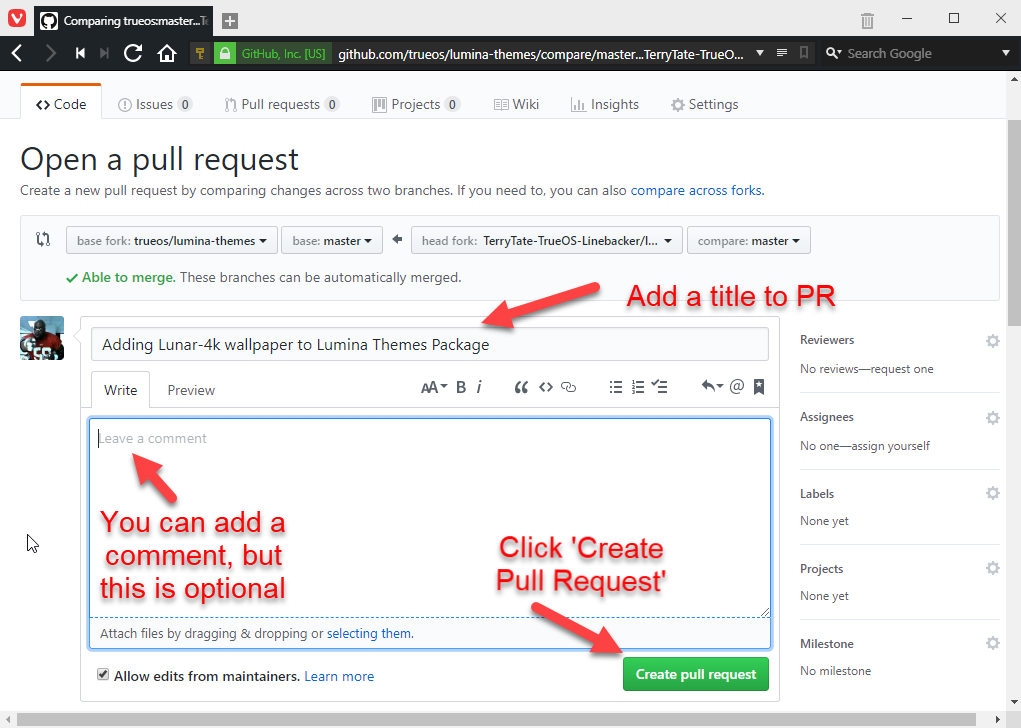 Comparing trueos:master...Te
GitHub, Inc. [US]
github.com/trueos/lumina-themes/compare/master...TerryTate-TrueO...
Search Google
Code
Issues 0
Pull requests 0
Projects 0
Wiki
Insights
Settings
Open a pull request
Create a new pull request by comparing changes across two branches. If you need to, you can also compare across forks.
base fork: trueos/lumina-themes
base: master
head fork: TerryTate-TrueOS-Linebacker/l...
compare: master
Able to merge. These branches can be automatically merged.
Add a title to PR
Adding Lunar-4k wallpaper to Lumina Themes Package
Write
Preview
AA B i
Leave a comment
You can add a
comment, but
this is optional
Click 'Create
Pull Request'
Attach files by dragging & dropping or selecting them.
Allow edits from maintainers. Learn more
Create pull request
Reviewers
No reviews—request one
Assignees
No one—assign yourself
Labels
None yet
Projects
None yet
Milestone
No milestone